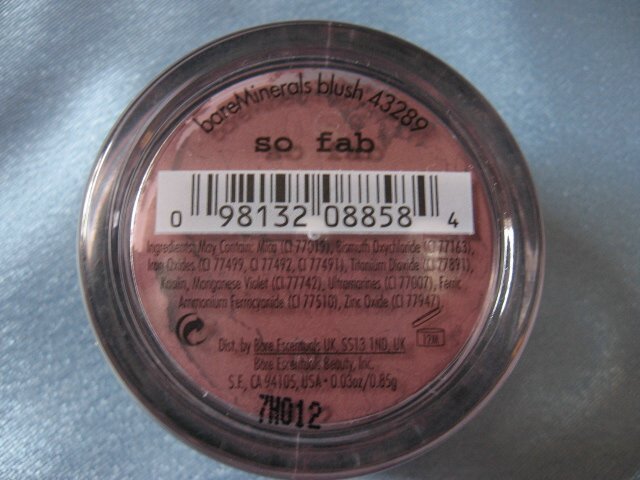 bareMinerals blush 43289
so fab
0 98132 08858 4
Ingredients: May Contain: Mica (CI 77019), Bismuth Oxychloride (CI 77163),
Iron Oxides (CI 77499, CI 77492, CI 77491), Titanium Dioxide (CI 77891),
Kaolin, Manganese Violet (CI 77742), Ultramarines (CI 77007), Ferric
Ammonium Ferrocyanide (CI 77510), Zinc Oxide (CI 77947).
12M
Dist. by Bare Escentuals UK, SS13 1ND, UK
Bare Escentuals Beauty, Inc.
S.F., CA 94105, USA • 0.03oz/0.85g
7H012